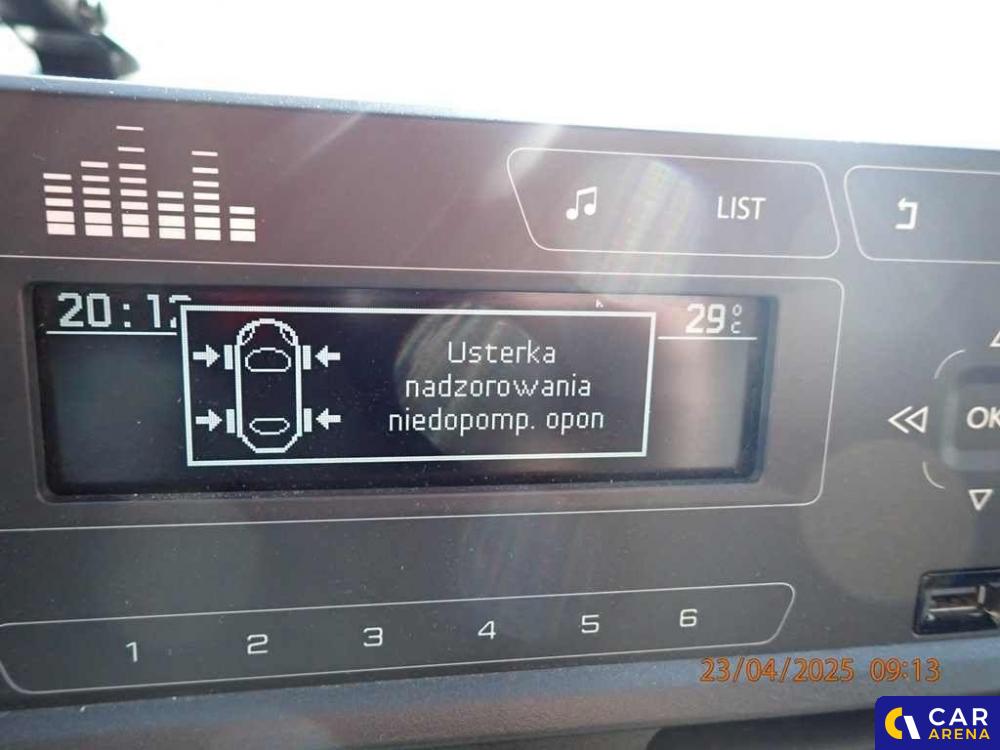 LIST
20:12
29°C
Usterka
nadzorowania
niedopomp. opon
OK
1 2 3 4 5 6
23/04/2025 09:13
CAR
ARENA